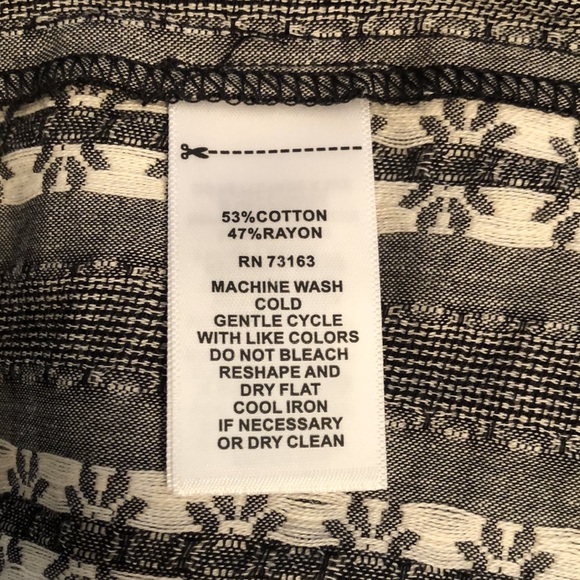 53%COTTON
47%RAYON
RN 73163
MACHINE WASH
COLD
GENTLE CYCLE
WITH LIKE COLORS
DO NOT BLEACH
RESHAPE AND
DRY FLAT
COOL IRON
IF NECESSARY
OR DRY CLEAN